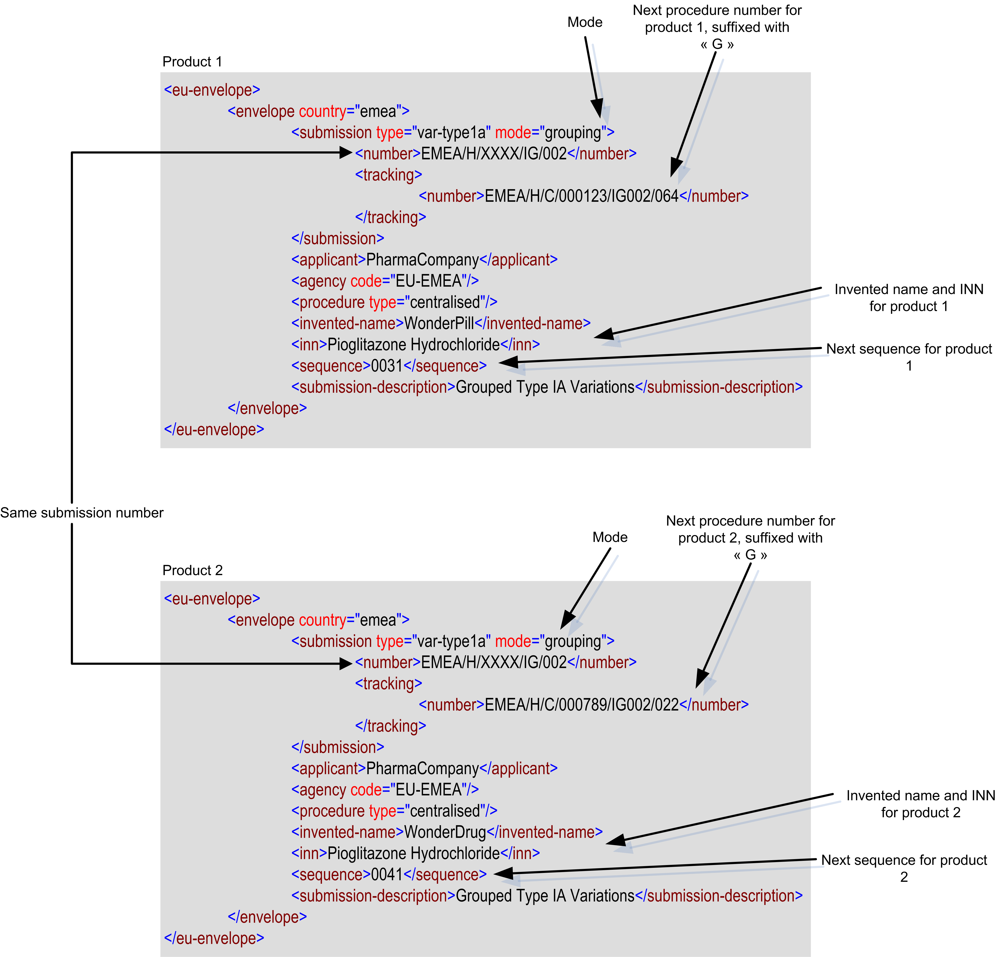 Mode
Next procedure number for
product 1, suffixed with
« G »
Product 1
<eu-envelope>
<envelope country="emea">
<submission type="var-type1a" mode="grouping">
<number>EMEA/H/XXXX/IG/002</number>
<tracking>
<number>EMEA/H/C/000123/IG002/064</number>
</tracking>
</submission>
<applicant>PharmaCompany</applicant>
<agency code="EU-EMEA"/>
<procedure type="centralised"/>
<invented-name>WonderPill</invented-name>
<inn>Pioglitazone Hydrochloride</inn>
<sequence>0031</sequence>
<submission-description>Grouped Type IA Variations</submission-description>
</envelope>
</eu-envelope>
Invented name and INN
for product 1
Next sequence for product
1
Same submission number
Mode
Next procedure number for
product 2, suffixed with
« G »
Product 2
<eu-envelope>
<envelope country="emea">
<submission type="var-type1a" mode="grouping">
<number>EMEA/H/XXXX/IG/002</number>
<tracking>
<number>EMEA/H/C/000789/IG002/022</number>
</tracking>
</submission>
<applicant>PharmaCompany</applicant>
<agency code="EU-EMEA"/>
<procedure type="centralised"/>
<invented-name>WonderDrug</invented-name>
<inn>Pioglitazone Hydrochloride</inn>
<sequence>0041</sequence>
<submission-description>Grouped Type IA Variations</submission-description>
</envelope>
</eu-envelope>
Invented name and INN
for product 2
Next sequence for product
2